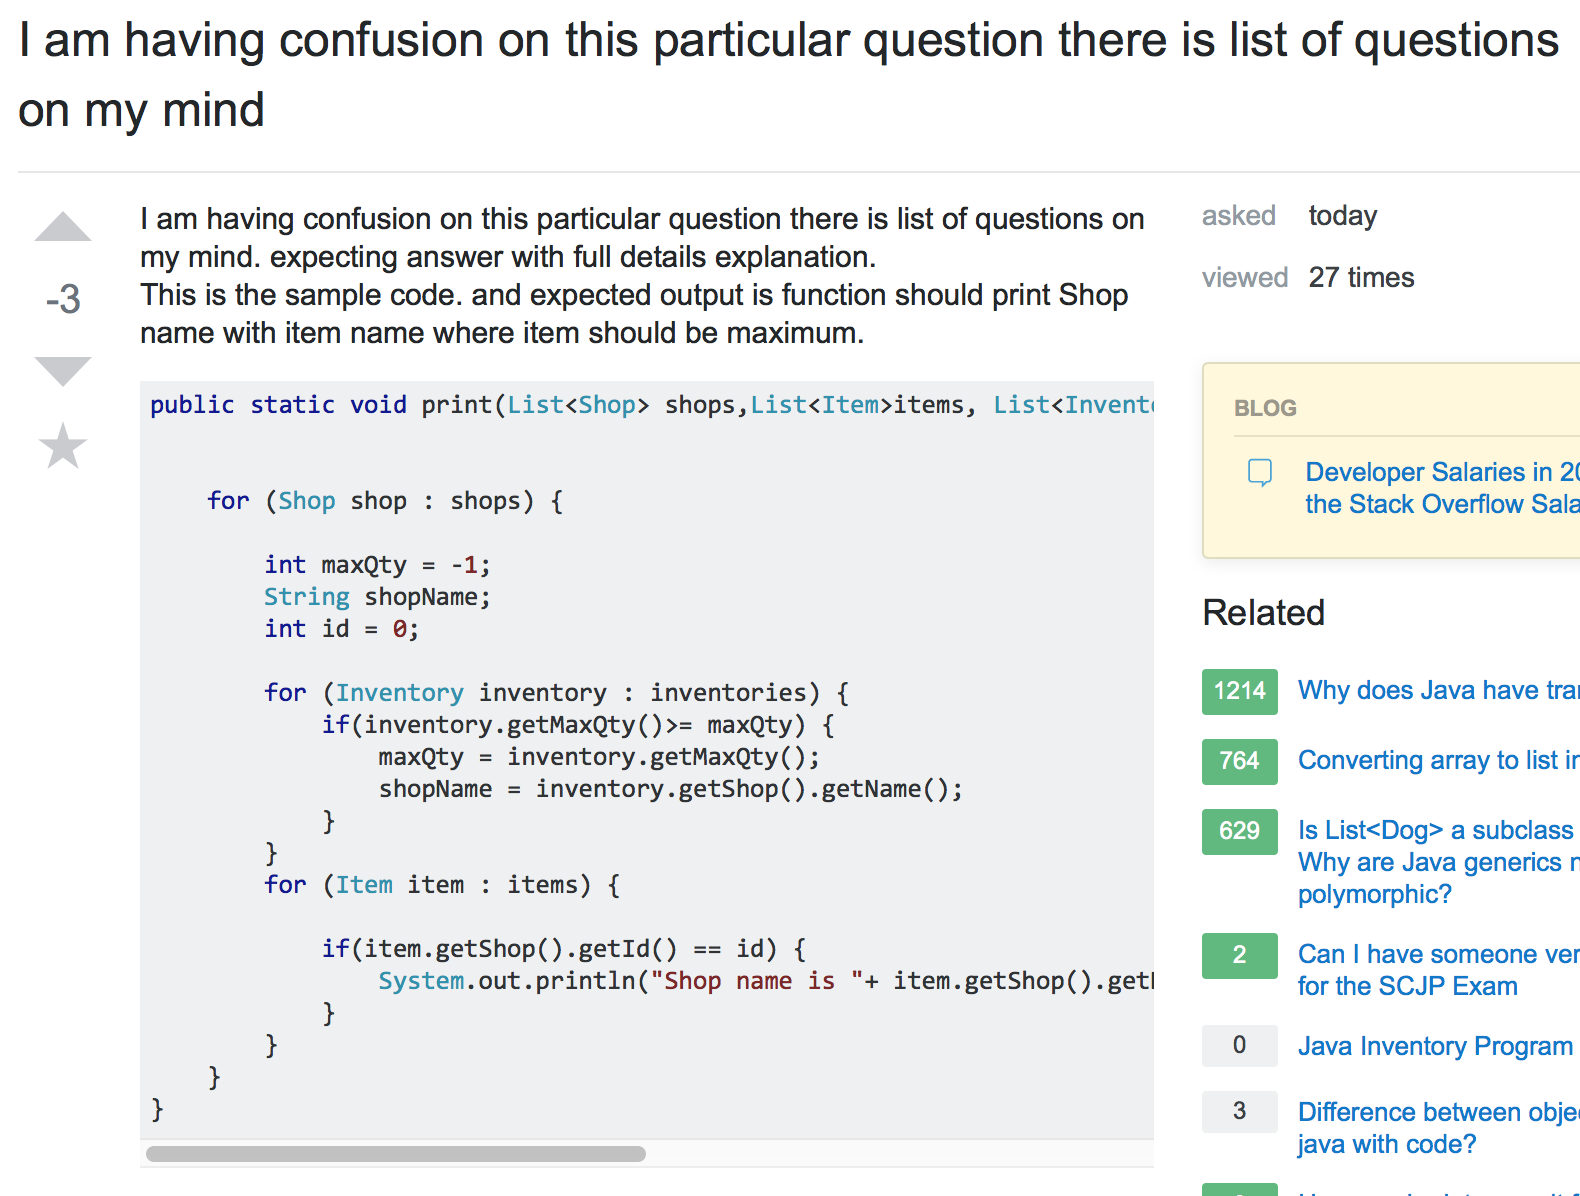 I am having confusion on this particular question there is list of questions
on my mind
-3
I am having confusion on this particular question there is list of questions on
my mind. expecting answer with full details explanation.
This is the sample code. and expected output is function should print Shop
name with item name where item should be maximum.
public static void print(List<Shop> shops,List<Item>items, List<Invent
for (Shop shop : shops) {
int maxQty = -1;
String shopName;
int id = 0;
for (Inventory inventory : inventories) {
if(inventory.getMaxQty()>= maxQty) {
maxQty = inventory.getMaxQty();
shopName = inventory.getShop().getName();
}
}
for (Item item : items) {
if(item.getShop().getId() == id) {
System.out.println("Shop name is "+ item.getShop().get
}
}
}
}
asked today
viewed 27 times
BLOG
Developer Salaries in 20
the Stack Overflow Sala
Related
1214 Why does Java have tra
764 Converting array to list i
629 Is List<Dog> a subclass
Why are Java generics n
polymorphic?
2 Can I have someone ver
for the SCJP Exam
0 Java Inventory Program
3 Difference between obje
java with code?